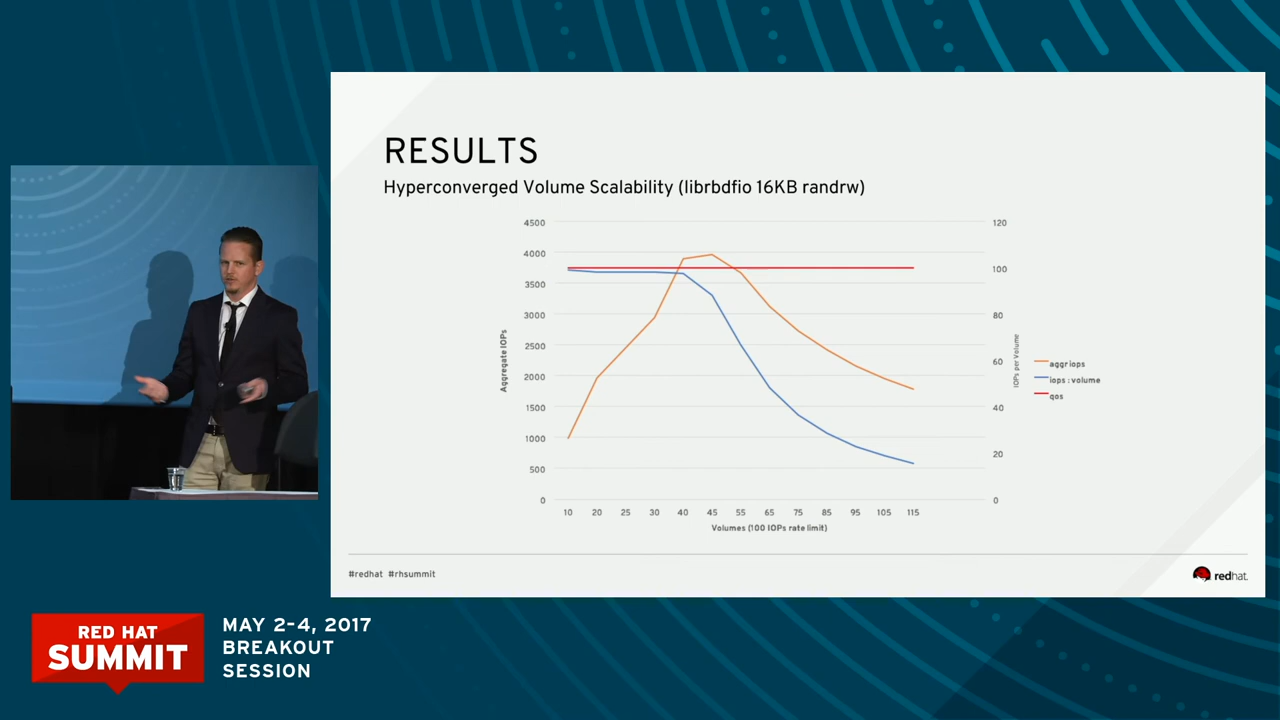 RESULTS
Hyperconverged Volume Scalability (librbdfio 16KB randrw)
4500
4000
3500
3000
2500
2000
1500
1000
500
0
Aggregate IOPs
120
100
80
60
40
20
0
IOPs per Volume
10 20 25 30 40 45 55 65 75 85 95 105 115
Volumes (100 IOPs rate limit)
aggr iops
iops : volume
qos
#redhat #rhsummit
redhat.
RED HAT
SUMMIT
MAY 2-4, 2017
BREAKOUT
SESSION